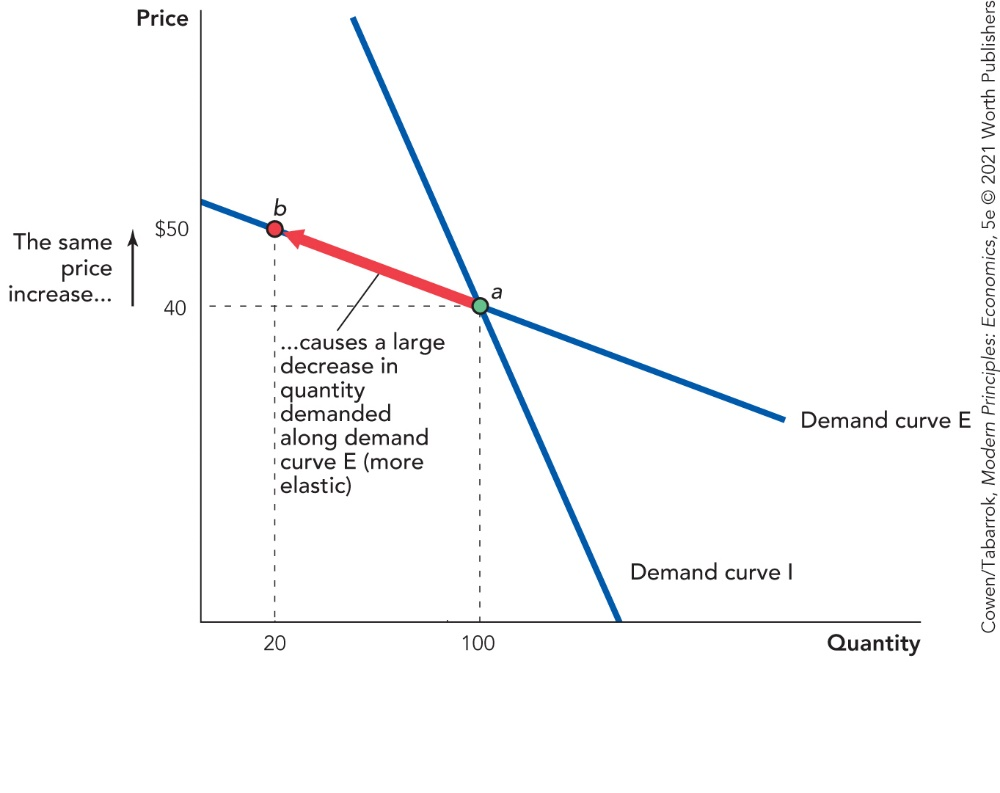 Price
b
$50
The same
price
increase...
a
40
...causes a large
decrease in
quantity
demanded
along demand
curve E (more
elastic)
Demand curve E
Demand curve I
20
100
Quantity
Cowen/Tabarrok, Modern Principles: Economics, 5e © 2021 Worth Publishers